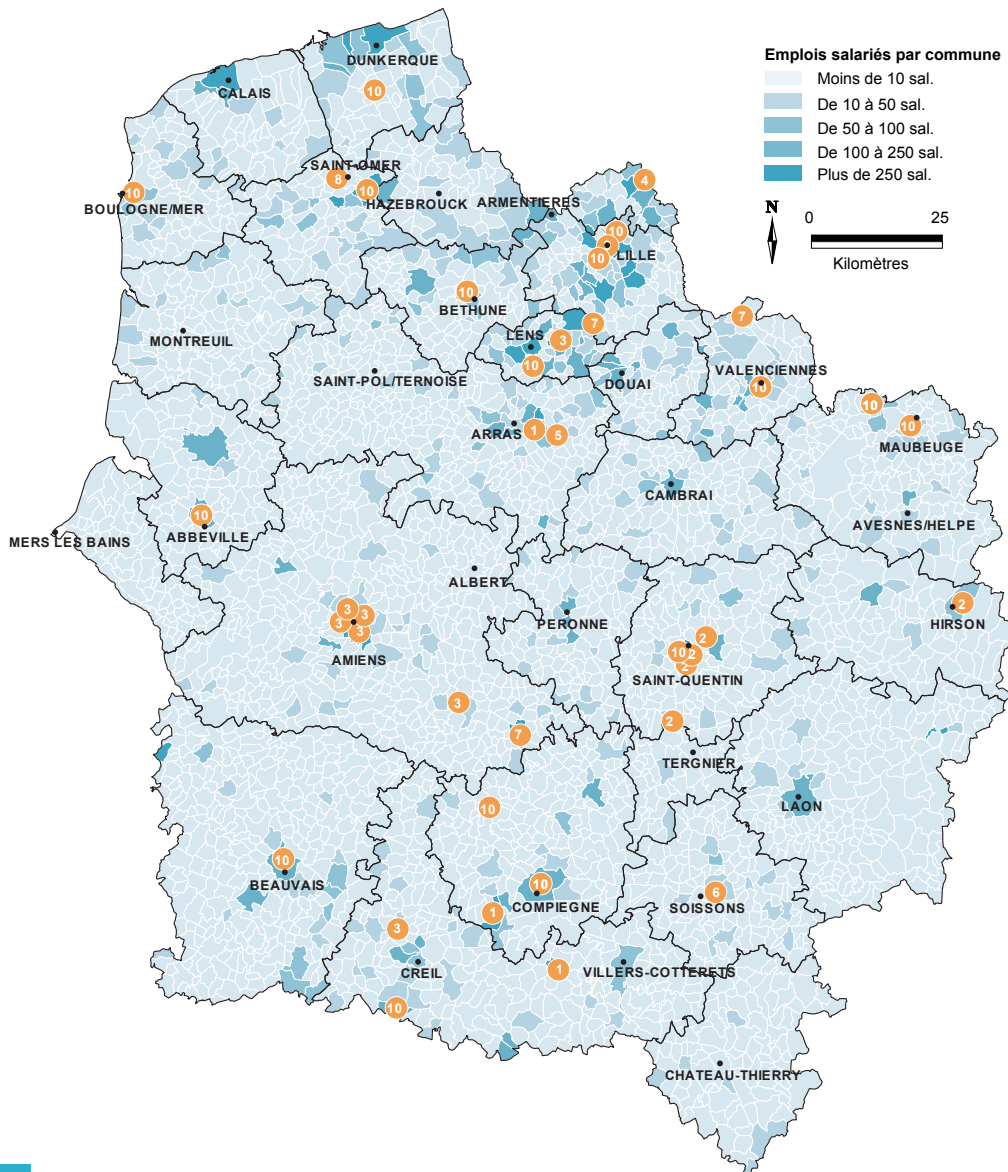 Emplois salariés par commune
Moins de 10 sal.
De 10 à 50 sal.
De 50 à 100 sal.
De 100 à 250 sal.
Plus de 250 sal.
N
0 25
Kilomètres
DUNKERQUE
CALAIS
10
SAINT-OMER
8
10
10
BOULOGNE/MER
HAZEBROUCK
ARMENTIERES
4
10
LILLE
10
10
BETHUNE
7
7
LENS
3
MONTREUIL
10
SAINT-POL/TERNOISE
DOUAI
VALENCIENNES
10
10
10
MAUBEUGE
ARRAS
1
5
CAMBRAI
10
ABBEVILLE
AVESNES/HELPE
MERS LES BAINS
ALBERT
3
3
3
3
AMIENS
PERONNE
2
HIRSON
2
10
2
2
SAINT-QUENTIN
3
2
7
TERGNIER
10
LAON
10
BEAUVAIS
10
COMPIEGNE
6
SOISSONS
1
3
CREIL
1
VILLERS-COTTERETS
10
CHATEAU-THIERRY